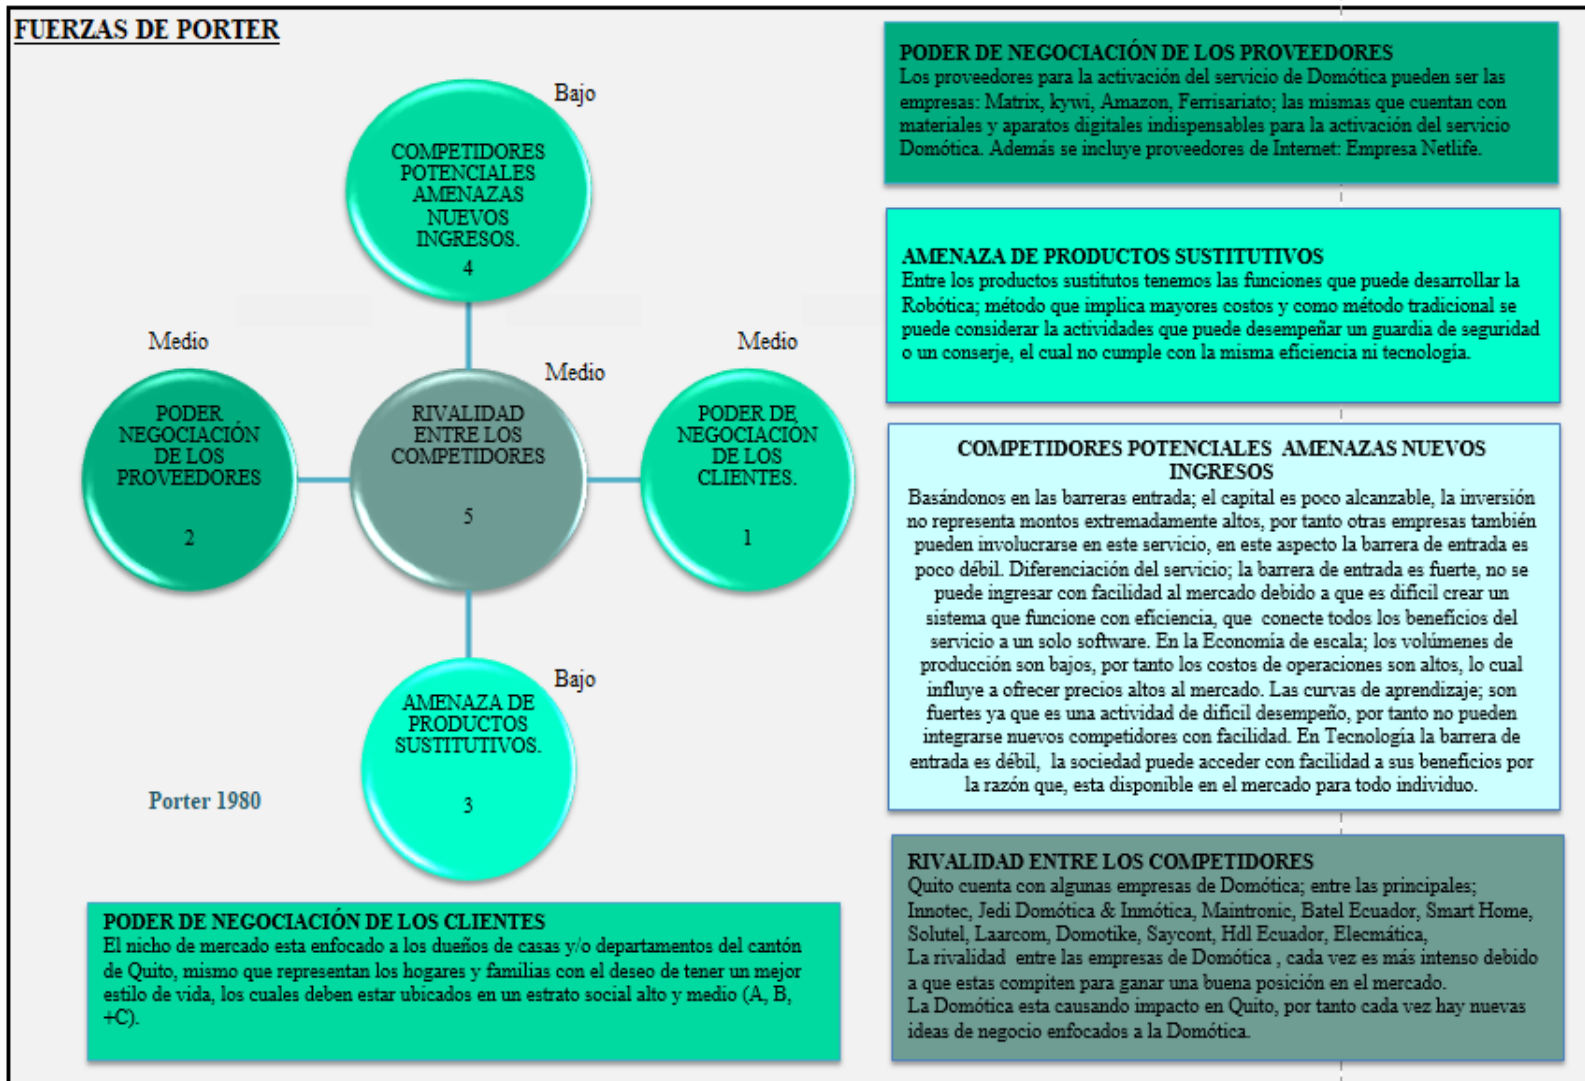 FUERZAS DE PORTER
Bajo
COMPETIDORES
POTENCIALES
AMENAZAS
NUEVOS
INGRESOS.
4
Medio
PODER
NEGOCIACIÓN
DE LOS
PROVEEDORES
2
Medio
RIVALIDAD
ENTRE LOS
COMPETIDORES
5
Medio
PODER DE
NEGOCIACIÓN
DE LOS
CLIENTES.
1
Bajo
AMENAZA DE
PRODUCTOS
SUSTITUTIVOS.
3
Porter 1980
PODER DE NEGOCIACIÓN DE LOS CLIENTES
El nicho de mercado esta enfocado a los dueños de casas y/o departamentos del cantón
de Quito, mismo que representan los hogares y familias con el deseo de tener un mejor
estilo de vida, los cuales deben estar ubicados en un estrato social alto y medio (A, B,
+C).
PODER DE NEGOCIACIÓN DE LOS PROVEEDORES
Los proveedores para la activación del servicio de Domótica pueden ser las
empresas: Matrix, kywi, Amazon, Ferrisariato; las mismas que cuentan con
materiales y aparatos digitales indispensables para la activación del servicio
Domótica. Además se incluye proveedores de Internet: Empresa Netlife.
AMENAZA DE PRODUCTOS SUSTITUTIVOS
Entre los productos sustitutos tenemos las funciones que puede desarrollar la
Robótica; método que implica mayores costos y como método tradicional se
puede considerar la actividades que puede desempeñar un guardia de seguridad
o un conserje, el cual no cumple con la misma eficiencia ni tecnología.
COMPETIDORES POTENCIALES AMENAZAS NUEVOS
INGRESOS
Basándonos en las barreras entrada; el capital es poco alcanzable, la inversión
no representa montos extremadamente altos, por tanto otras empresas también
pueden involucrarse en este servicio, en este aspecto la barrera de entrada es
poco débil. Diferenciación del servicio; la barrera de entrada es fuerte, no se
puede ingresar con facilidad al mercado debido a que es difícil crear un
sistema que funcione con eficiencia, que conecte todos los beneficios del
servicio a un solo software. En la Economía de escala; los volúmenes de
producción son bajos, por tanto los costos de operaciones son altos, lo cual
influye a ofrecer precios altos al mercado. Las curvas de aprendizaje; son
fuertes ya que es una actividad de difícil desempeño, por tanto no pueden
integrarse nuevos competidores con facilidad. En Tecnología la barrera de
entrada es débil, la sociedad puede acceder con facilidad a sus beneficios por
la razón que, esta disponible en el mercado para todo individuo.
RIVALIDAD ENTRE LOS COMPETIDORES
Quito cuenta con algunas empresas de Domótica; entre las principales;
Innotec, Jedi Domótica & Inmótica, Maintronic, Batel Ecuador, Smart Home,
Solutel, Laarcom, Domotike, Saycont, Hdl Ecuador, Elecmática,
La rivalidad entre las empresas de Domótica , cada vez es más intenso debido
a que estas compiten para ganar una buena posición en el mercado.
La Domótica esta causando impacto en Quito, por tanto cada vez hay nuevas
ideas de negocio enfocados a la Domótica.